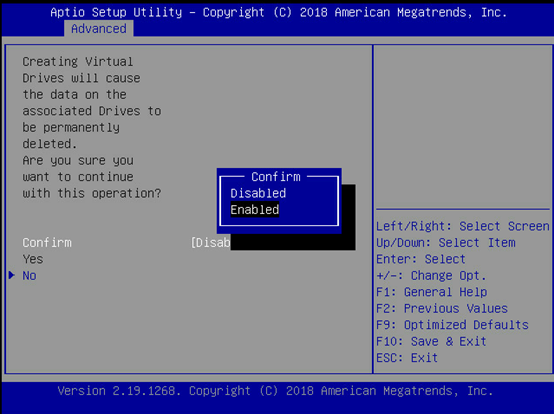 Aptio Setup Utility – Copyright (C) 2018 American Megatrends, Inc.
Advanced
Creating Virtual
Drives will cause
the data on the
associated Drives to
be permanently
deleted.
Are you sure you
want to continue
with this operation?
Confirm [Disab
Yes
No
Confirm
Disabled
Enabled
Left/Right: Select Screen
Up/Down: Select Item
Enter: Select
+/-: Change Opt.
F1: General Help
F2: Previous Values
F9: Optimized Defaults
F10: Save & Exit
ESC: Exit
Version 2.19.1268. Copyright (C) 2018 American Megatrends, Inc.